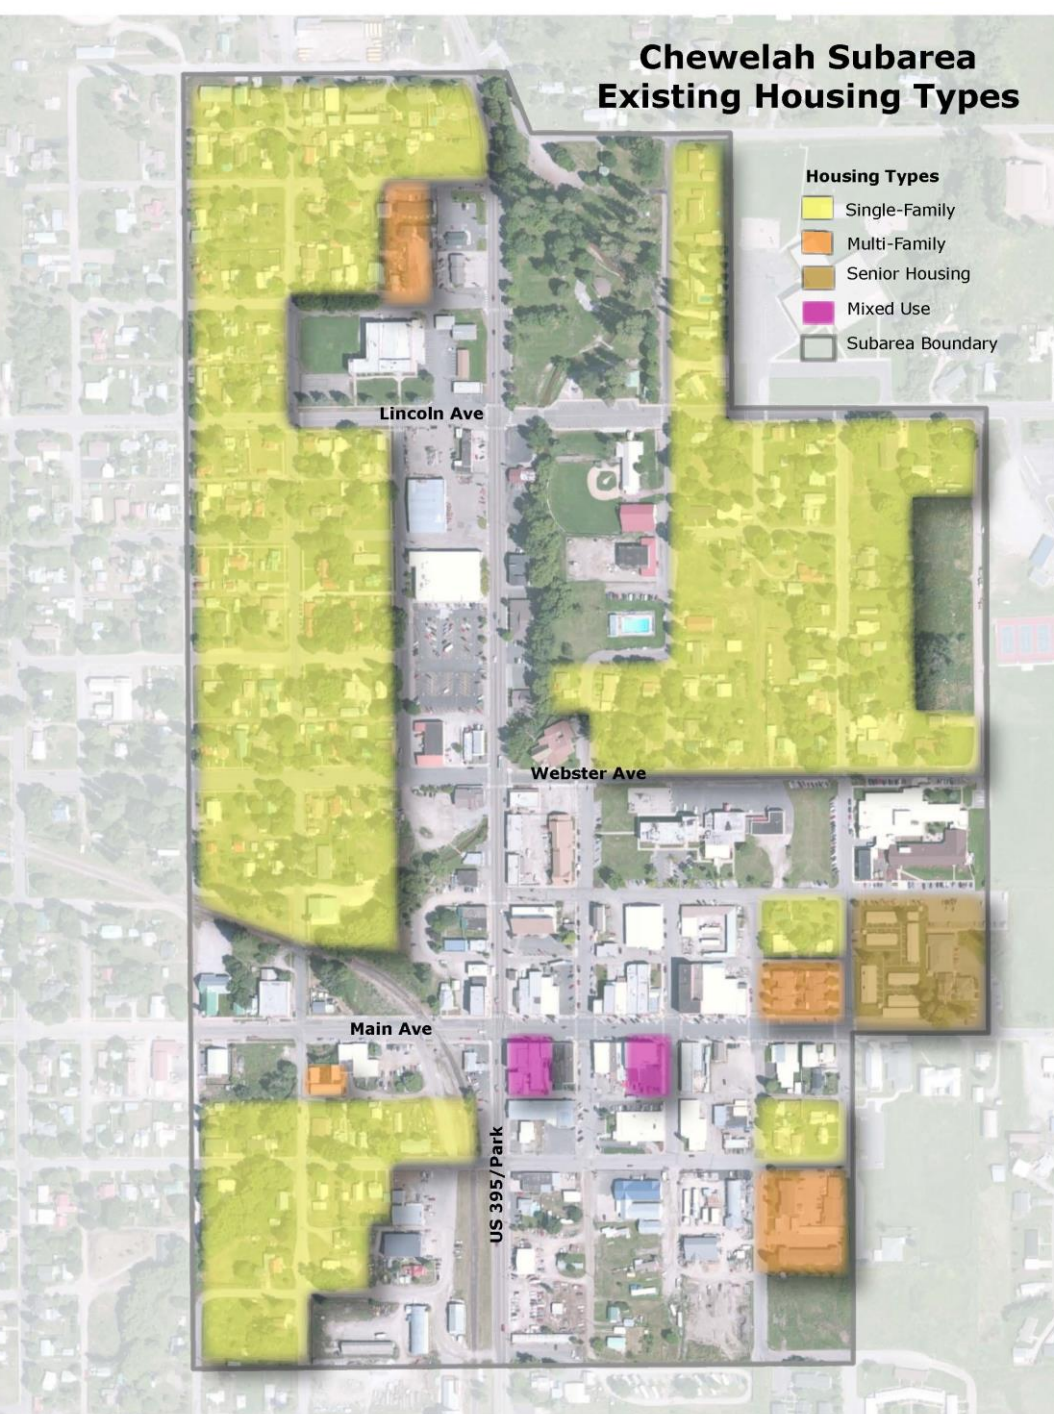 Chewelah Subarea
Existing Housing Types
Housing Types
Single-Family
Multi-Family
Senior Housing
Mixed Use
Subarea Boundary
Lincoln Ave
Webster Ave
Main Ave
US 395/Park